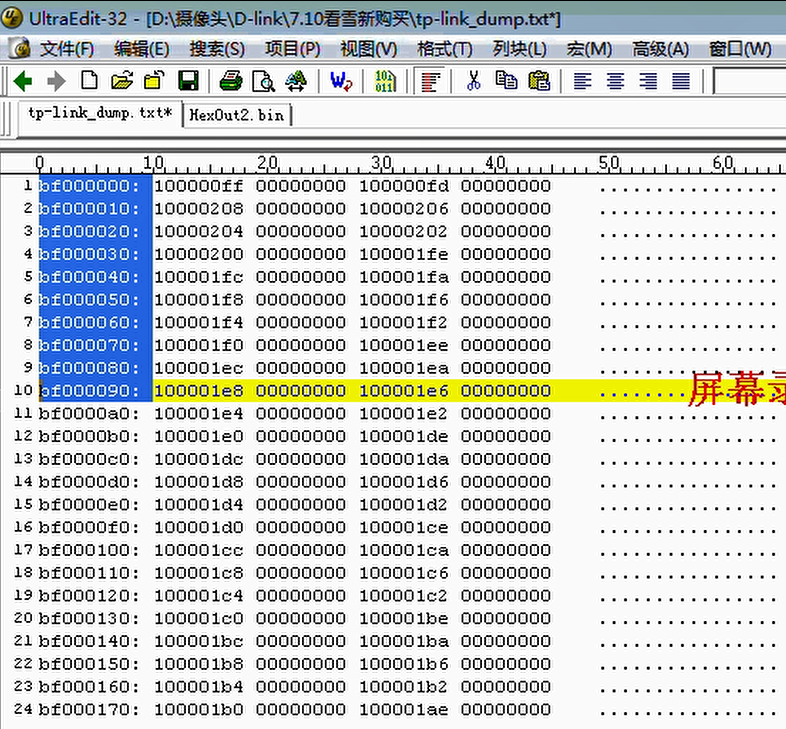 UltraEdit-32 - [D:\摄像头\D-link\7.10看雪新购买\tp-link_dump.txt*]
文件(F) 编辑(E) 搜索(S) 项目(P) 视图(V) 格式(T) 列块(L) 宏(M) 高级(A) 窗口(W)
tp-link_dump.txt* HexOut2.bin
0 10 20 30 40 50 60
1 bf000000: 100000ff 00000000 100000fd 00000000 ................
2 bf000010: 10000208 00000000 10000206 00000000 ................
3 bf000020: 10000204 00000000 10000202 00000000 ................
4 bf000030: 10000200 00000000 100001fe 00000000 ................
5 bf000040: 100001fc 00000000 100001fa 00000000 ................
6 bf000050: 100001f8 00000000 100001f6 00000000 ................
7 bf000060: 100001f4 00000000 100001f2 00000000 ................
8 bf000070: 100001f0 00000000 100001ee 00000000 ................
9 bf000080: 100001ec 00000000 100001ea 00000000 ................
10 bf000090: 100001e8 00000000 100001e6 00000000 ........屏幕录
11 bf0000a0: 100001e4 00000000 100001e2 00000000 ................
12 bf0000b0: 100001e0 00000000 100001de 00000000 ................
13 bf0000c0: 100001dc 00000000 100001da 00000000 ................
14 bf0000d0: 100001d8 00000000 100001d6 00000000 ................
15 bf0000e0: 100001d4 00000000 100001d2 00000000 ................
16 bf0000f0: 100001d0 00000000 100001ce 00000000 ................
17 bf000100: 100001cc 00000000 100001ca 00000000 ................
18 bf000110: 100001c8 00000000 100001c6 00000000 ................
19 bf000120: 100001c4 00000000 100001c2 00000000 ................
20 bf000130: 100001c0 00000000 100001be 00000000 ................
21 bf000140: 100001bc 00000000 100001ba 00000000 ................
22 bf000150: 100001b8 00000000 100001b6 00000000 ................
23 bf000160: 100001b4 00000000 100001b2 00000000 ................
24 bf000170: 100001b0 00000000 100001ae 00000000 ................